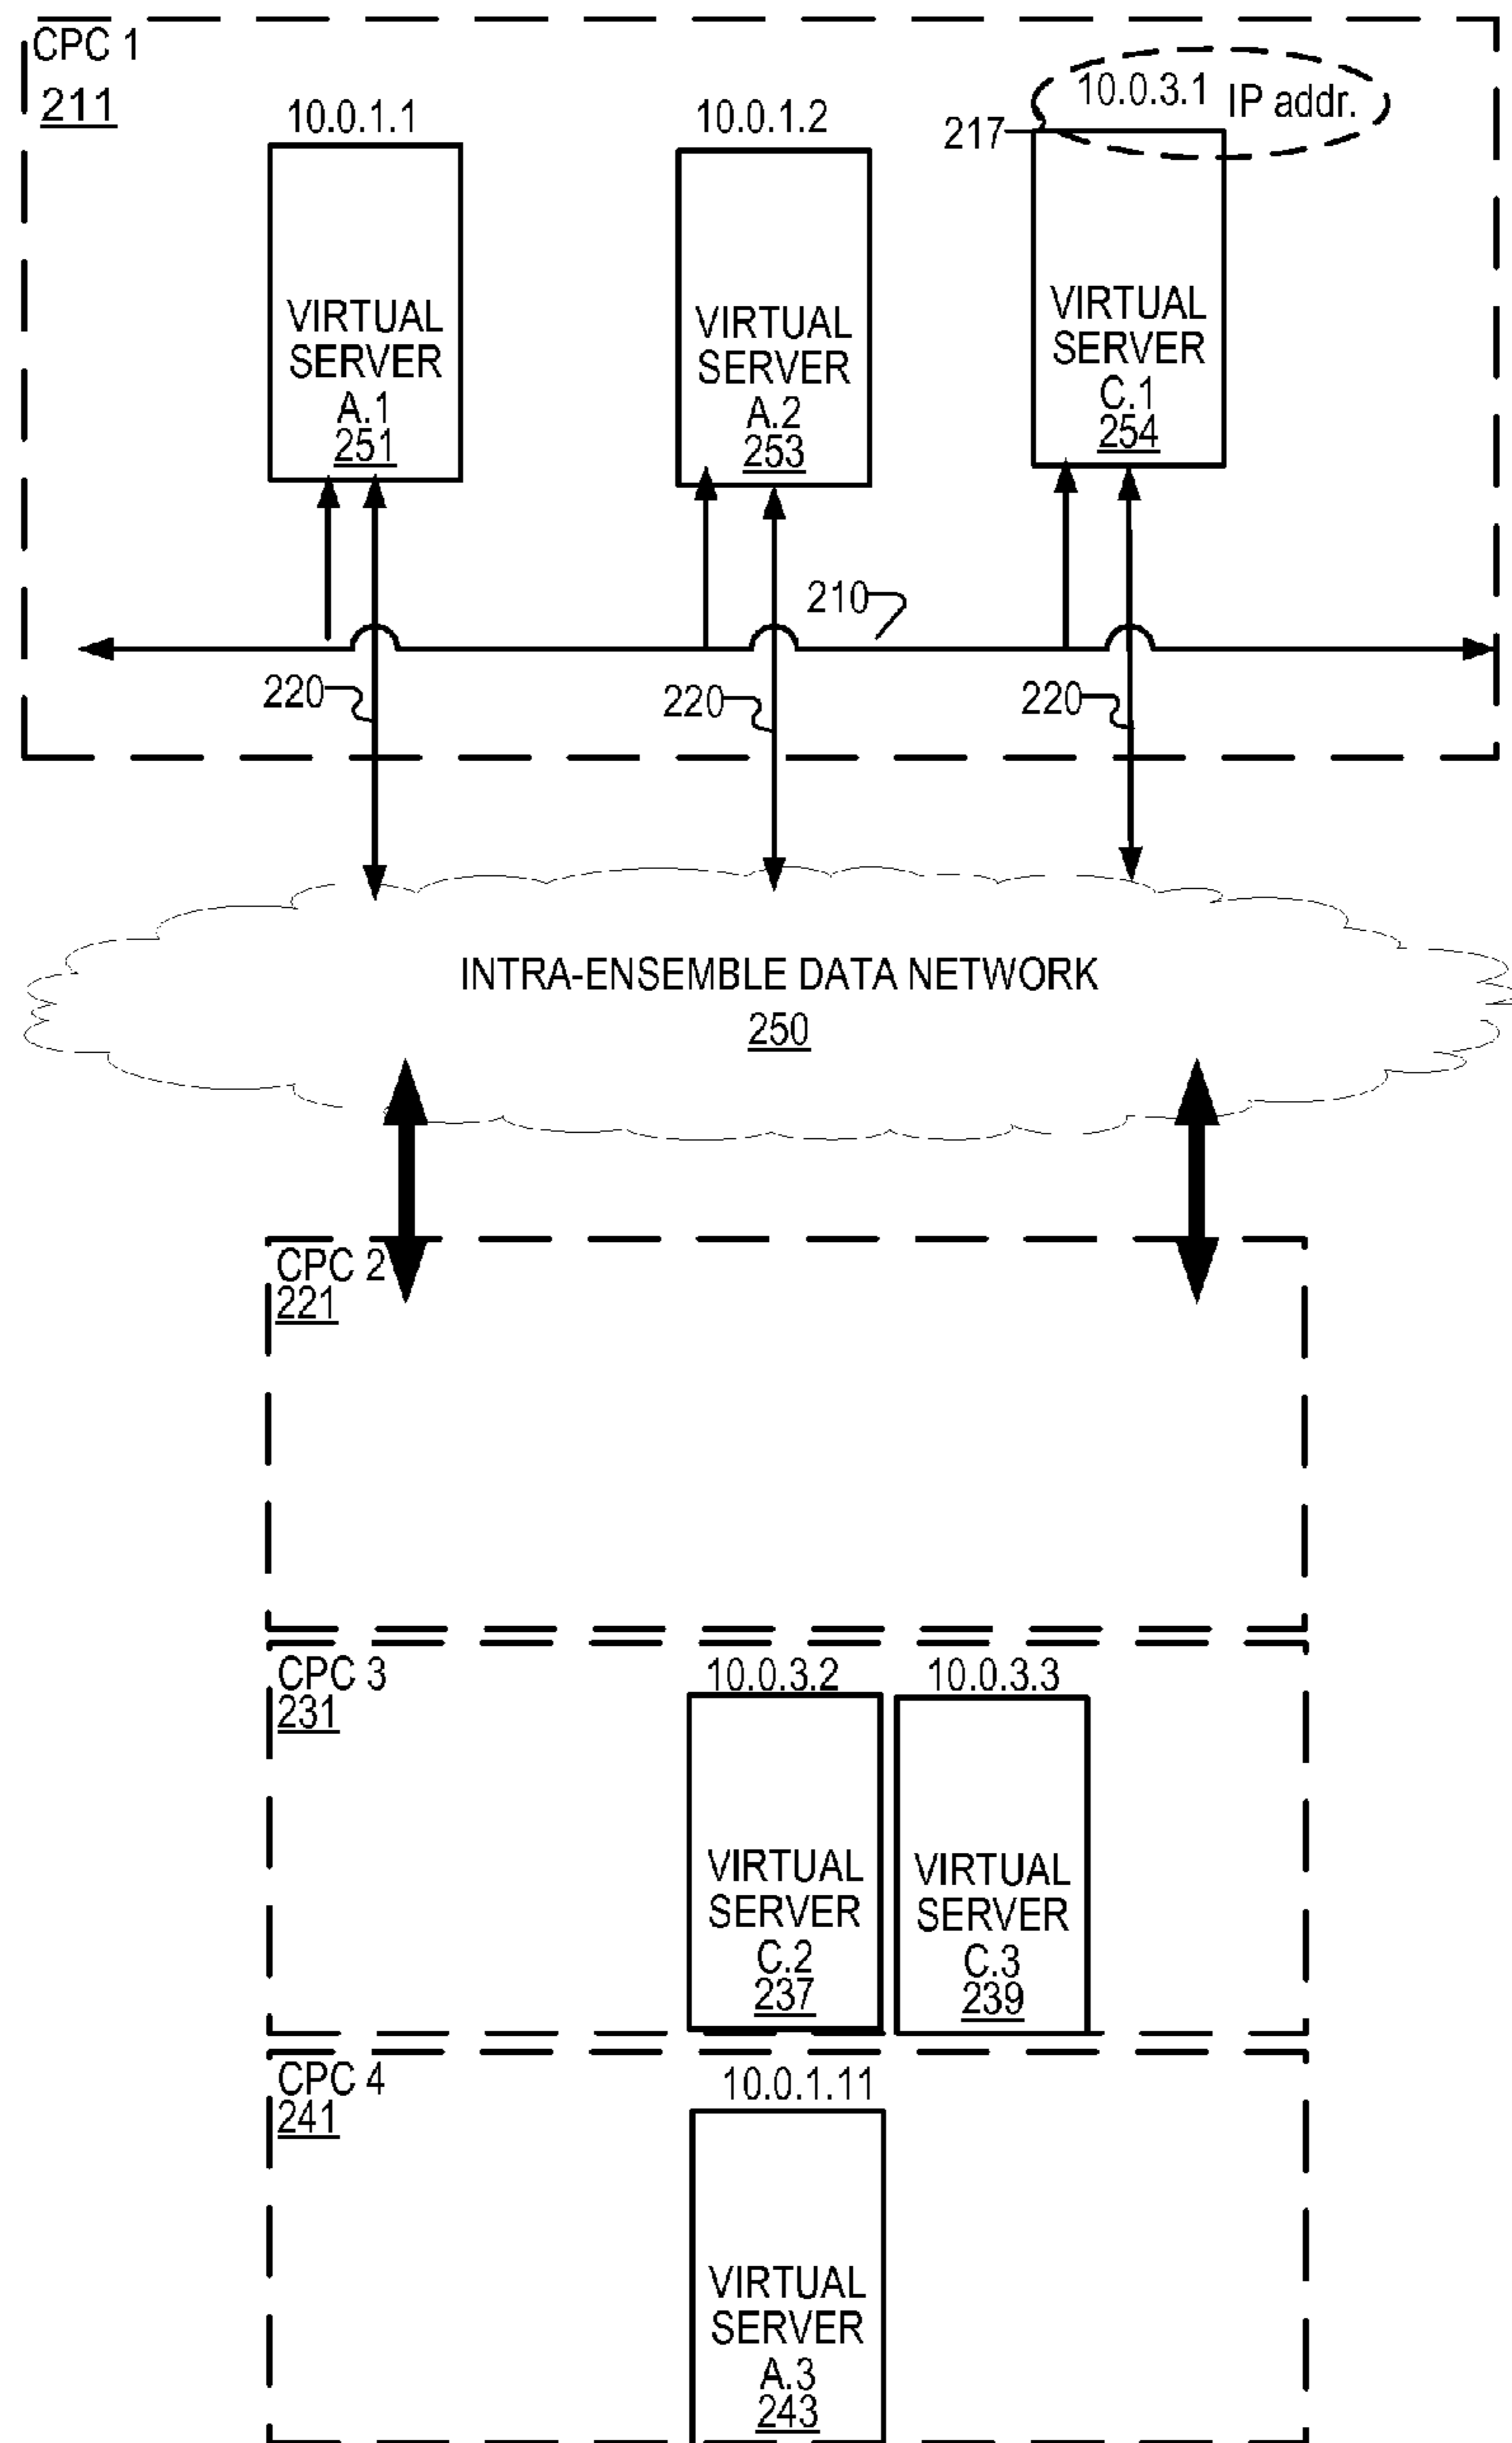 CPC 1
211
10.0.1.1
10.0.1.2
10.0.3.1 IP addr.
217
VIRTUAL
SERVER
A.1
251
VIRTUAL
SERVER
A.2
253
VIRTUAL
SERVER
C.1
254
210
220
220
220
INTRA-ENSEMBLE DATA NETWORK
250
CPC 2
221
CPC 3
231
10.0.3.2
10.0.3.3
VIRTUAL
SERVER
C.2
237
VIRTUAL
SERVER
C.3
239
CPC 4
241
10.0.1.11
VIRTUAL
SERVER
A.3
243